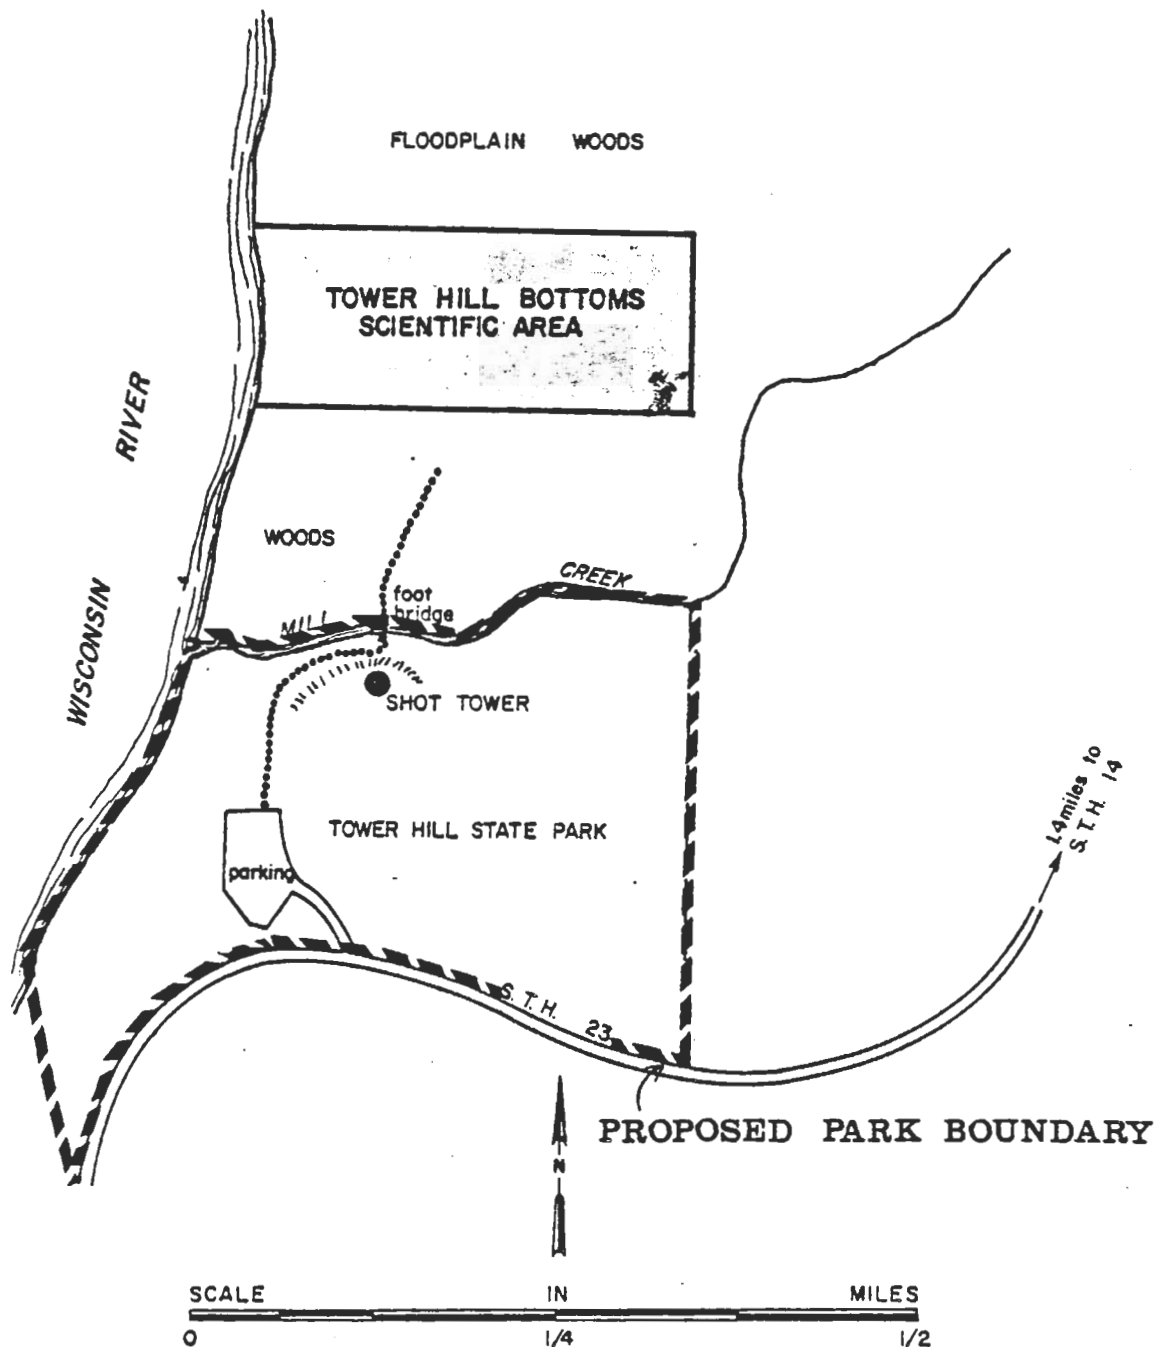 FLOODPLAIN WOODS
TOWER HILL BOTTOMS
SCIENTIFIC AREA
WISCONSIN RIVER
WOODS
foot
bridge
MILL CREEK
SHOT TOWER
TOWER HILL STATE PARK
parking
1.4 miles to
S.T.H. 14
S. T. H. 23
PROPOSED PARK BOUNDARY
N
SCALE IN MILES
0 1/4 1/2